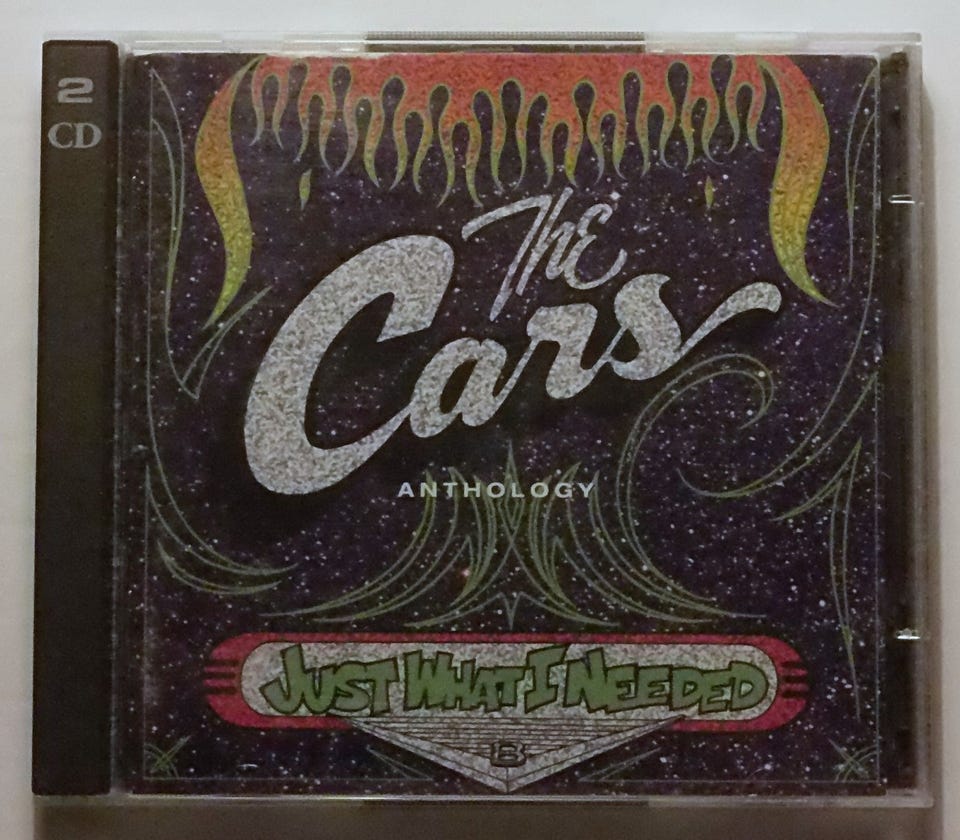 2
CD
The
Cars
ANTHOLOGY
JUST WHAT I NEEDED
B